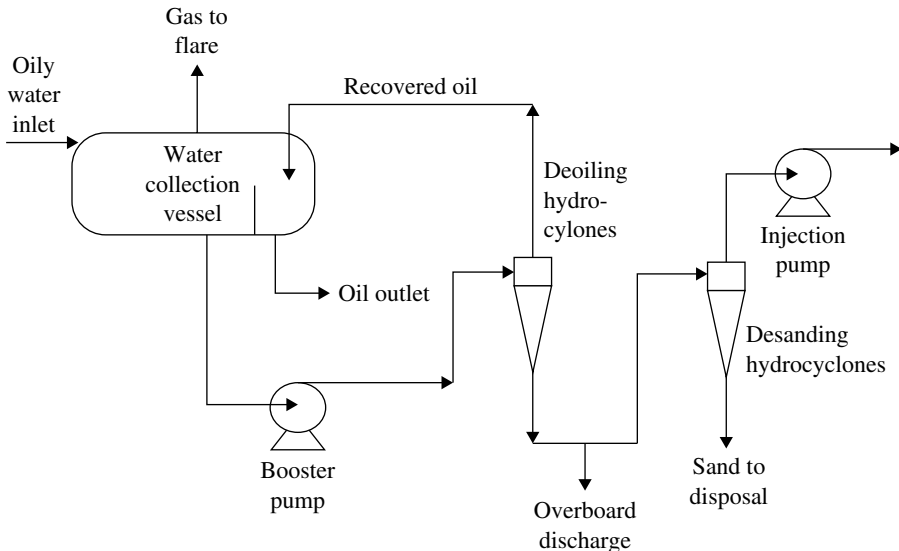 Gas to
flare
Oily
water
inlet
Recovered oil
Water
collection
vessel
Deoiling
hydro-
cylones
Injection
pump
Oil outlet
Desanding
hydrocyclones
Booster
pump
Sand to
disposal
Overboard
discharge